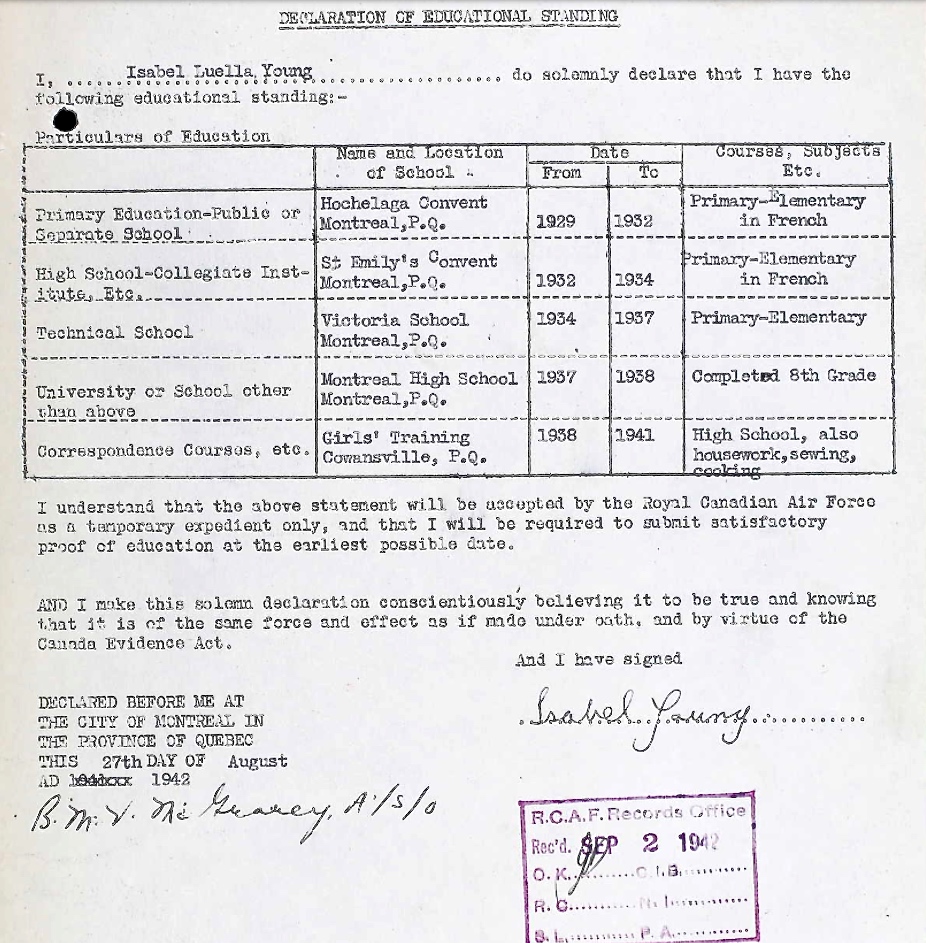 DECLARATION OF EDUCATIONAL STANDING
I, ...... Isabel Luella Young ...................... do solemnly declare that I have the
following educational standing:-
Particulars of Education
Name and Location of School
Date
From
To
Courses, Subjects Etc.
Primary Education-Public or
Separate School
Hochelaga Convent
Montreal,P.Q.
1929
1932
Primary-Elementary
in French
High School-Collegiate Inst-
itute, Etc.
St Emily's Convent
Montreal,P.Q.
1932
1934
Primary-Elementary
in French
Technical School
Victoria School
Montreal,P.Q.
1934
1937
Primary-Elementary
University or School other
than above
Montreal High School
Montreal,P.Q.
1937
1938
Completed 8th Grade
Correspondence Courses, etc.
Girls' Training
Cowansville, P.Q.
1938
1941
High School, also
housework,sewing,
cooking
I understand that the above statement will be accepted by the Royal Canadian Air Force
as a temporary expedient only, and that I will be required to submit satisfactory
proof of education at the earliest possible date.
AND I make this solemn declaration conscientiously believing it to be true and knowing
that it is of the same force and effect as if made under oath, and by virtue of the
Canada Evidence Act.
And I have signed
Isabel Young
DECLARED BEFORE ME AT
THE CITY OF MONTREAL IN
THE PROVINCE OF QUEBEC
THIS 27th DAY OF August
AD 1942
B. M. V. A/S/O
R.C.A.F. Records Office
Rec'd. SEP 2 1942
O. K.......... C.I.B.............
R. C.......... N. I.............
S. L.......... P. A.............